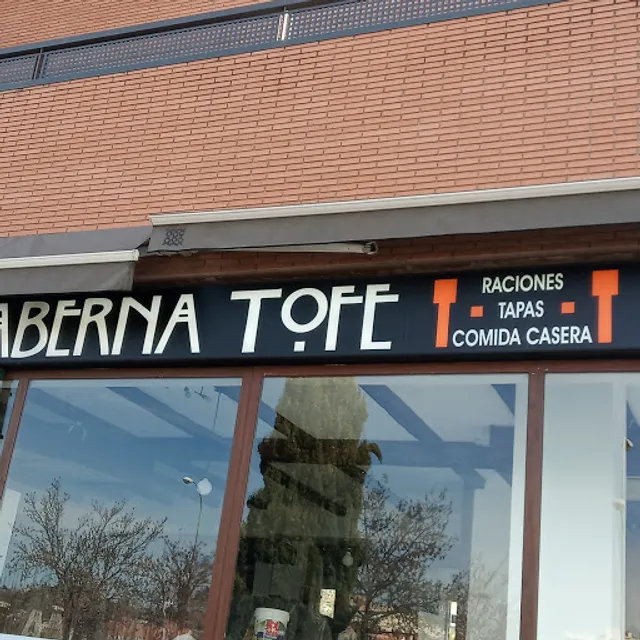 ABERNA TOFE
RACIONES
TAPAS
COMIDA CASERA